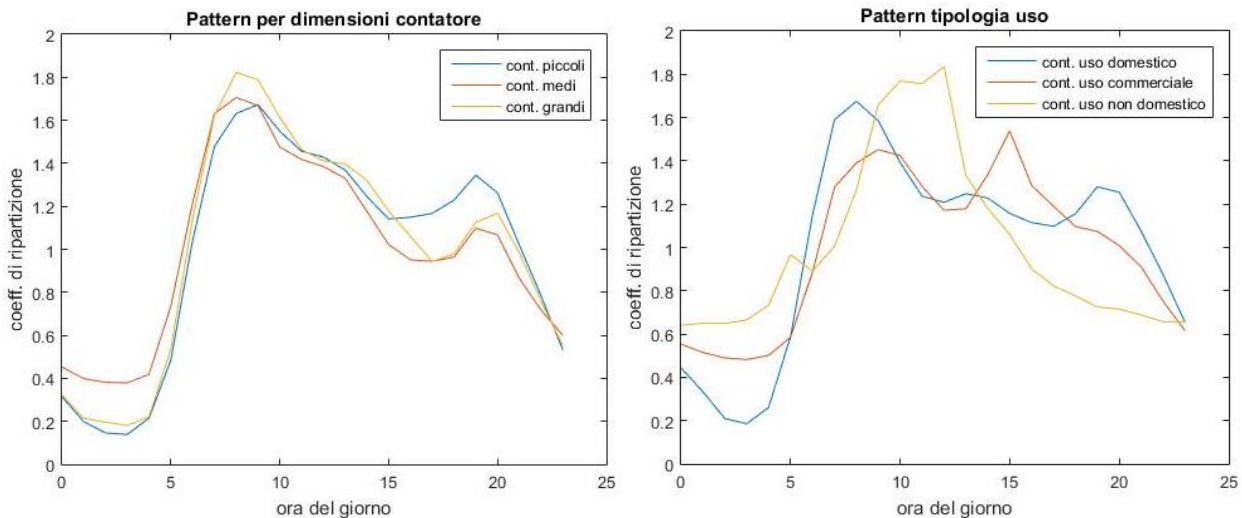 Pattern per dimensioni contatore
coeff. di ripartizione
2
1.8
1.6
1.4
1.2
1
0.8
0.6
0.4
0.2
0
cont. piccoli
cont. medi
cont. grandi
0 5 10 15 20 25
ora del giorno
Pattern tipologia uso
coeff. di ripartizione
2
1.8
1.6
1.4
1.2
1
0.8
0.6
0.4
0.2
0
cont. uso domestico
cont. uso commerciale
cont. uso non domestico
0 5 10 15 20 25
ora del giorno